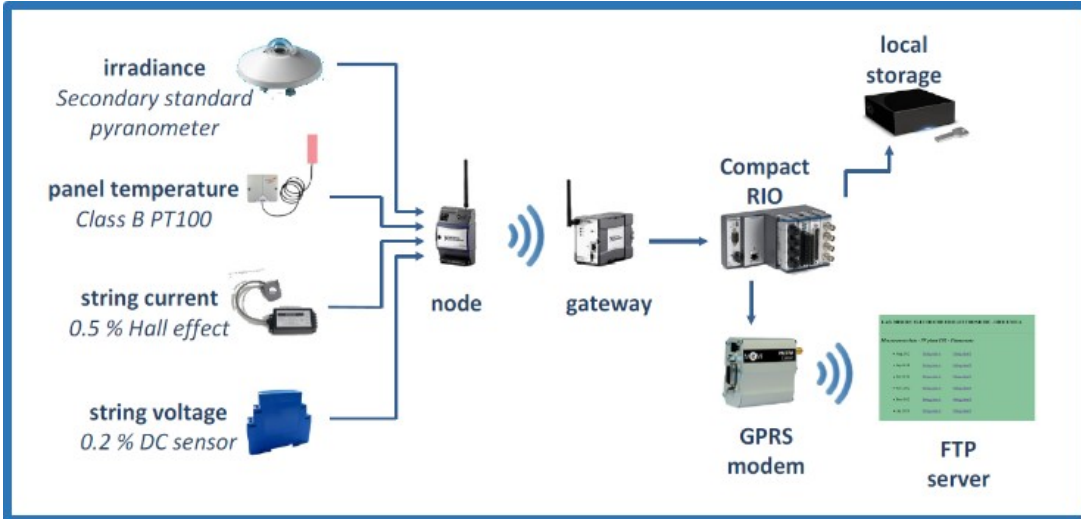 irradiance
Secondary standard
pyranometer
panel temperature
Class B PT100
string current
0.5 % Hall effect
string voltage
0.2 % DC sensor
node
gateway
Compact
RIO
local
storage
GPRS
modem
FTP
server